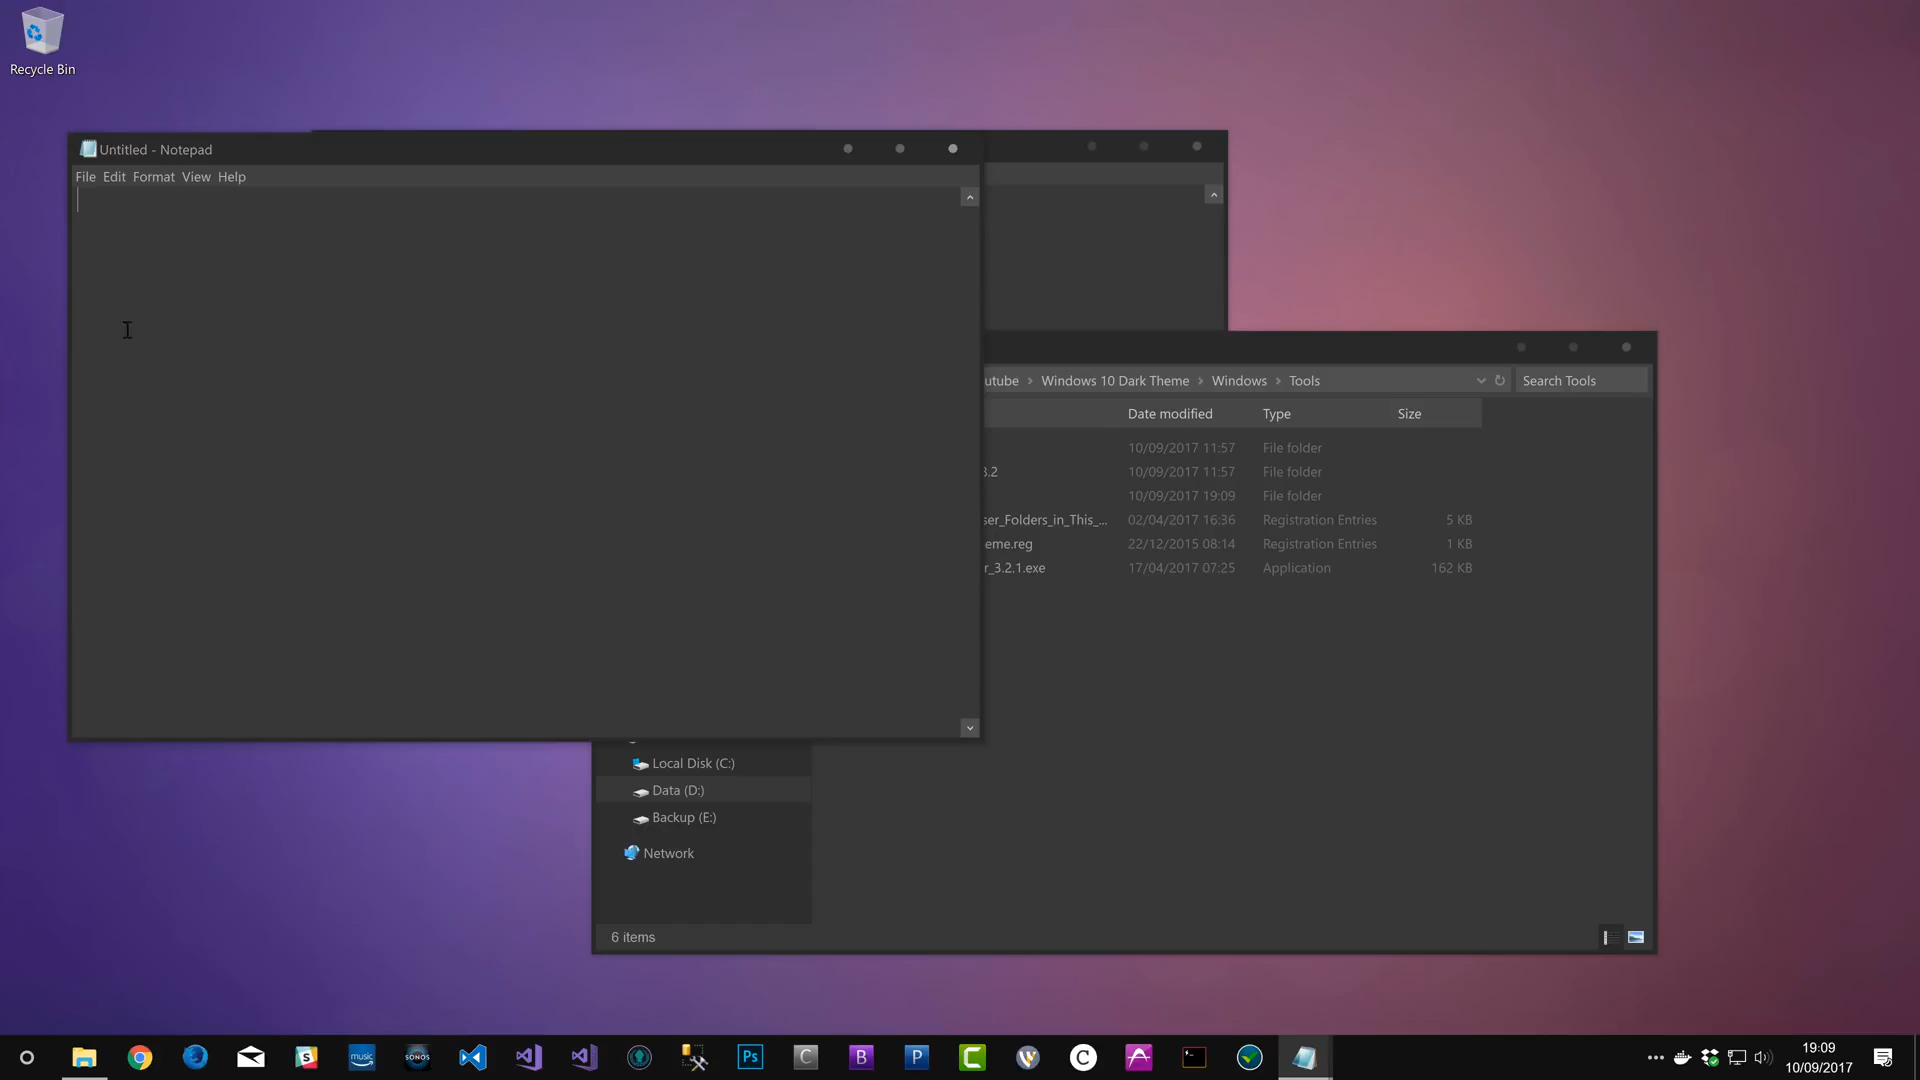 Recycle Bin
Untitled - Notepad
File Edit Format View Help
utube > Windows 10 Dark Theme > Windows > Tools
Search Tools
Date modified Type Size
10/09/2017 11:57 File folder
3.2 10/09/2017 11:57 File folder
10/09/2017 19:09 File folder
ser_Folders_in_This_... 02/04/2017 16:36 Registration Entries 5 KB
eme.reg 22/12/2015 08:14 Registration Entries 1 KB
r_3.2.1.exe 17/04/2017 07:25 Application 162 KB
Local Disk (C:)
Data (D:)
Backup (E:)
Network
6 items
S
music
SONOS
Ps
C
B
P
C
C
19:09
10/09/2017